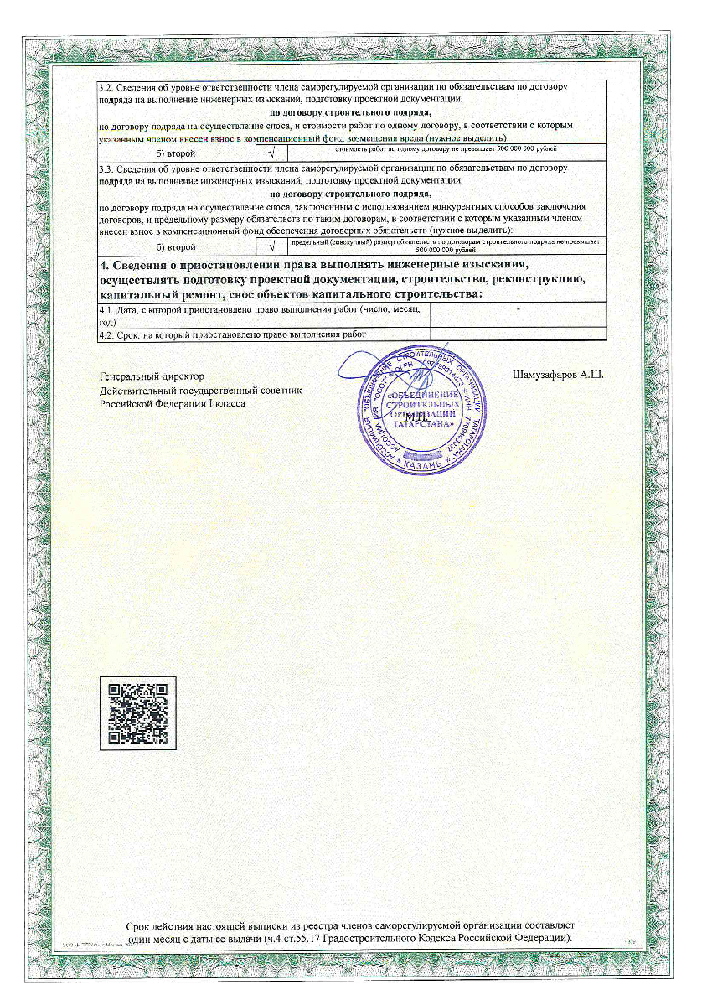 3.2. Сведения об уровне ответственности члена саморегулируемой организации по обязательствам по договору
подряда на выполнение инженерных изысканий, подготовку проектной документации,
по договору строительного подряда,
по договору подряда на осуществление сноса, и стоимости работ по одному договору, в соответствии с которым
указанным членом внесен взнос в компенсационный фонд возмещения вреда (нужное выделить).
б) второй √ стоимость работ по одному договору не превышает 500 000 000 рублей
3.3. Сведения об уровне ответственности члена саморегулируемой организации по обязательствам по договору
подряда на выполнение инженерных изысканий, подготовку проектной документации,
по договору строительного подряда,
по договору подряда на осуществление сноса, заключенным с использованием конкурентных способов заключения
договоров, и предельному размеру обязательств по таким договорам, в соответствии с которым указанным членом
внесен взнос в компенсационный фонд обеспечения договорных обязательств (нужное выделить):
б) второй √ предельный (совокупный) размер обязательств по договорам строительного подряда не превышает
500 000 000 рублей
4. Сведения о приостановлении права выполнять инженерные изыскания,
осуществлять подготовку проектной документации, строительство, реконструкцию,
капитальный ремонт, снос объектов капитального строительства:
4.1. Дата, с которой приостановлено право выполнения работ (число, месяц, -
год)
4.2. Срок, на который приостановлено право выполнения работ -
Генеральный директор
Шамузафаров А.Ш.
Действительный государственный советник
Российской Федерации I класса
АССОЦИАЦИЯ "ОБЪЕДИНЕНИЕ СТРОИТЕЛЬНЫХ ОРГАНИЗАЦИЙ ТАТАРСТАНА"
* КАЗАНЬ *
АССОЦИАЦИЯ "ОСОТ" * ОГРН * ИНН
«ОБЪЕДИНЕНИЕ
СТРОИТЕЛЬНЫХ
ОРГАНИЗАЦИЙ
ТАТАРСТАНА»
М.П.
Срок действия настоящей выписки из реестра членов саморегулируемой организации составляет
один месяц с даты ее выдачи (ч.4 ст.55.17 Градостроительного Кодекса Российской Федерации).